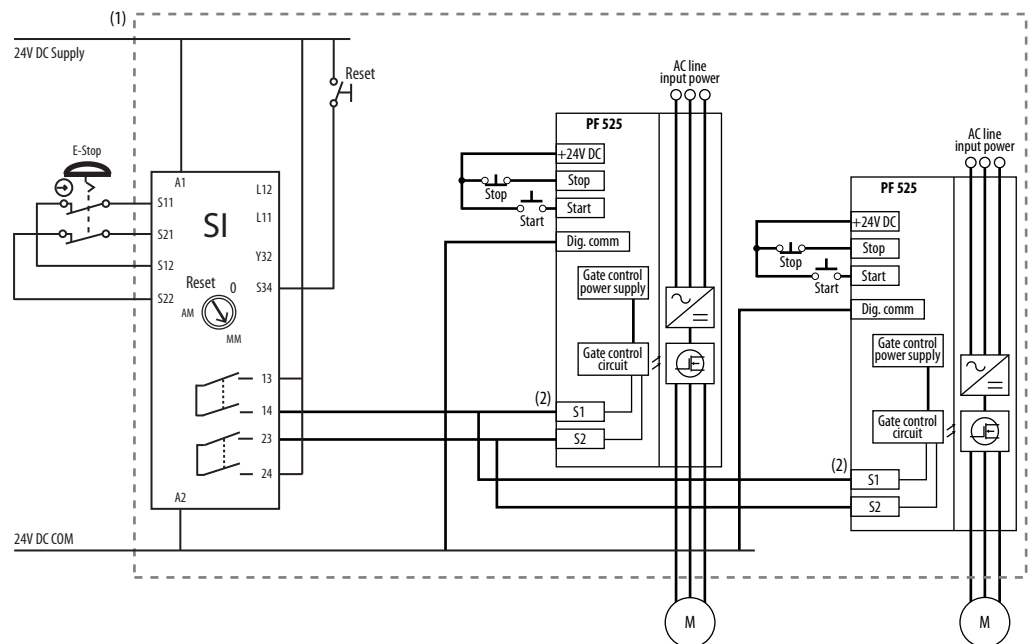 (1)
24V DC Supply
Reset
E-Stop
A1
S11
S21
S12
S22
SI
L12
L11
Y32
S34
Reset
0
AM
MM
13
14
23
24
A2
24V DC COM
AC line
input power
PF 525
+24V DC
Stop
Start
Stop
Start
Dig. comm
Gate control
power supply
Gate control
circuit
(2)
S1
S2
M
AC line
input power
PF 525
+24V DC
Stop
Start
Stop
Start
Dig. comm
Gate control
power supply
Gate control
circuit
(2)
S1
S2
M